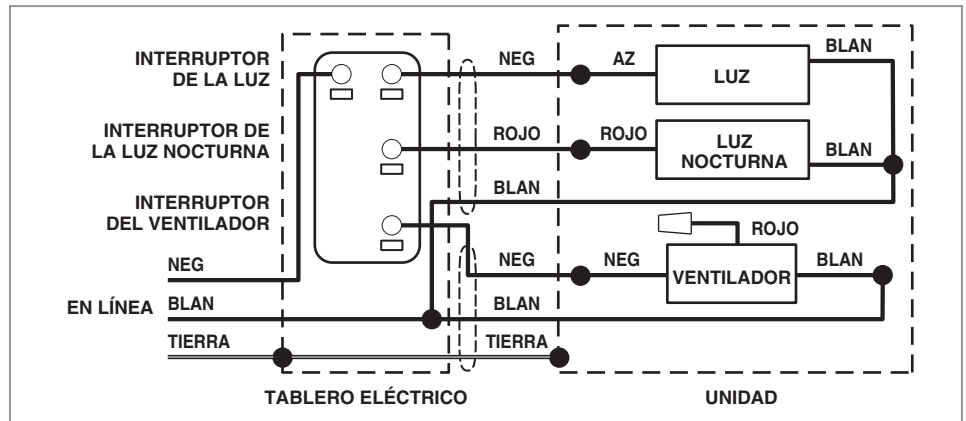 INTERRUPTOR
DE LA LUZ
NEG
AZ
LUZ
BLAN
INTERRUPTOR DE
LA LUZ NOCTURNA
ROJO
ROJO
LUZ
NOCTURNA
BLAN
BLAN
INTERRUPTOR
DEL VENTILADOR
ROJO
NEG
NEG
NEG
VENTILADOR
BLAN
EN LÍNEA
BLAN
BLAN
TIERRA
TIERRA
TABLERO ELÉCTRICO
UNIDAD